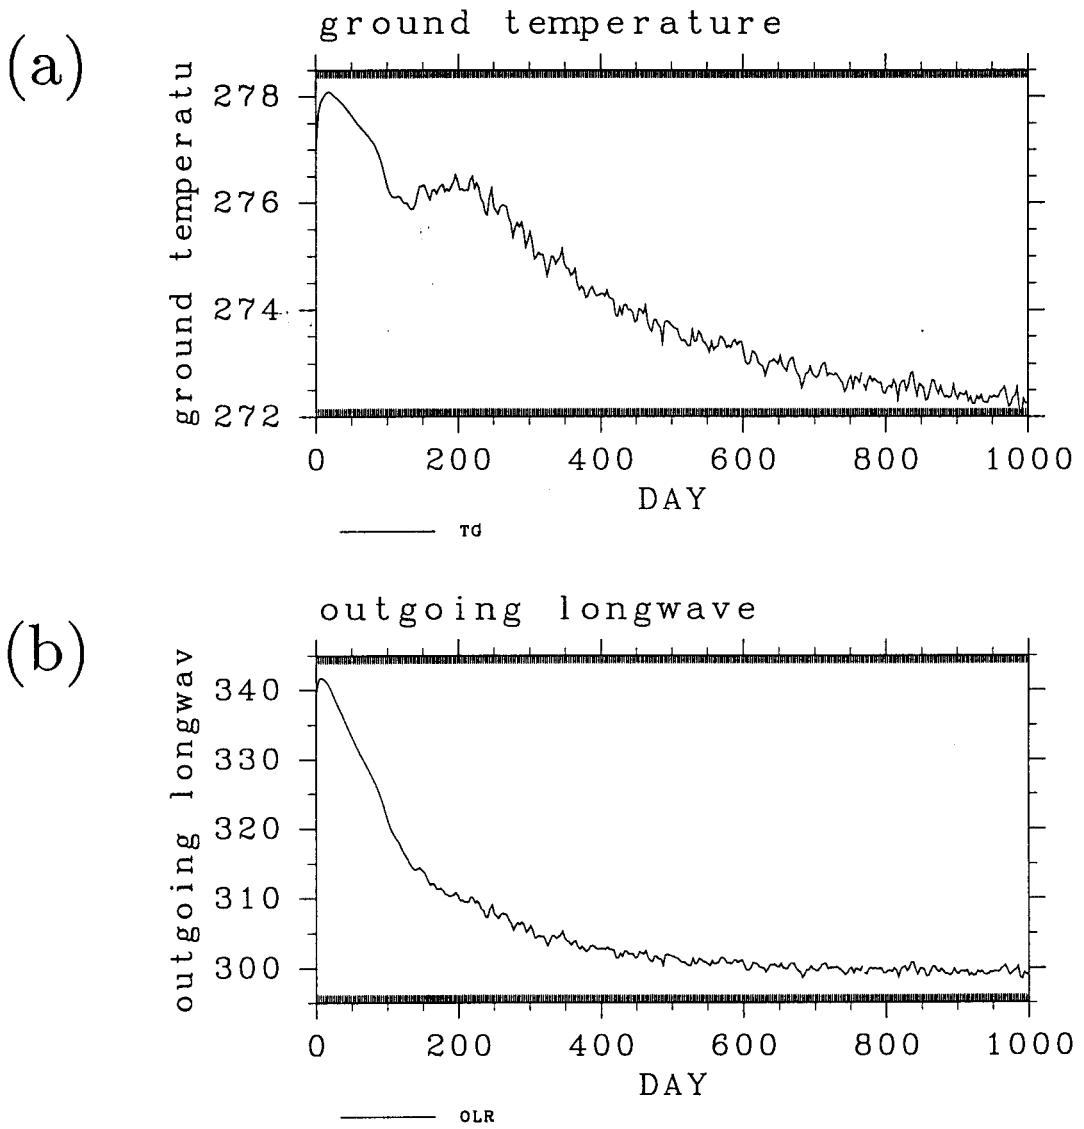 (a)
ground temperature
ground temperatu
278
276
274
272
0 200 400 600 800 1000
DAY
TG
(b)
outgoing longwave
outgoing longwav
340
330
320
310
300
0 200 400 600 800 1000
DAY
OLR